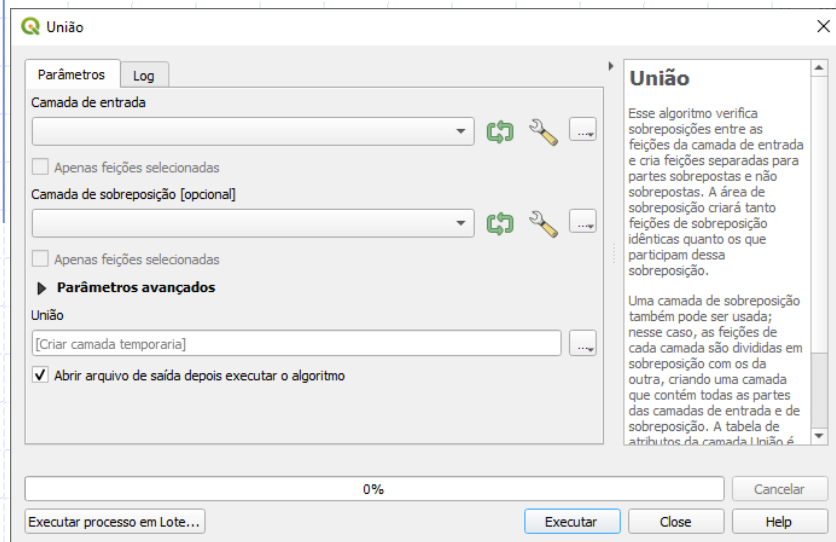 União
Parâmetros
Log
Camada de entrada
...
Apenas feições selecionadas
Camada de sobreposição [opcional]
...
Apenas feições selecionadas
Parâmetros avançados
União
[Criar camada temporaria]
...
Abrir arquivo de saída depois executar o algoritmo
União
Esse algoritmo verifica
sobreposições entre as
feições da camada de entrada
e cria feições separadas para
partes sobrepostas e não
sobrepostas. A área de
sobreposição criará tanto
feições de sobreposição
idênticas quanto os que
participam dessa
sobreposição.
Uma camada de sobreposição
também pode ser usada;
nesse caso, as feições de
cada camada são divididas em
sobreposição com os da
outra, criando uma camada
que contém todas as partes
das camadas de entrada e de
sobreposição. A tabela de
atributos da camada União é
0%
Cancelar
Executar processo em Lote...
Executar
Close
Help